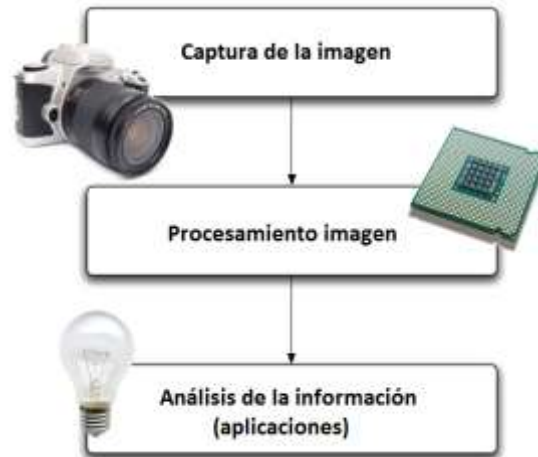 Captura de la imagen
Procesamiento imagen
Análisis de la información
(aplicaciones)